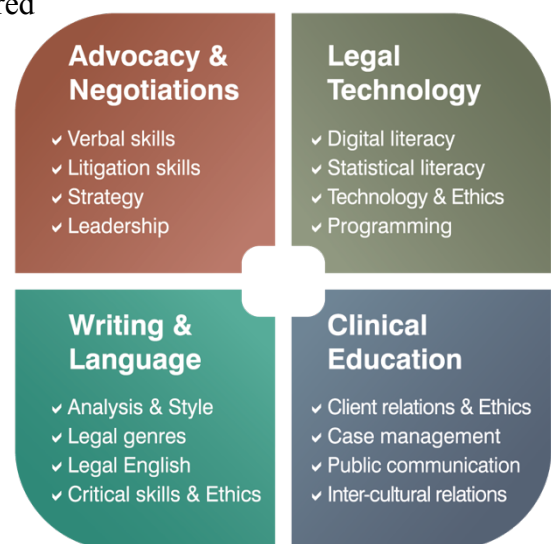 Advocacy &
Negotiations
Verbal skills
Litigation skills
Strategy
Leadership
Legal
Technology
Digital literacy
Statistical literacy
Technology & Ethics
Programming
Writing &
Language
Analysis & Style
Legal genres
Legal English
Critical skills & Ethics
Clinical
Education
Client relations & Ethics
Case management
Public communication
Inter-cultural relations